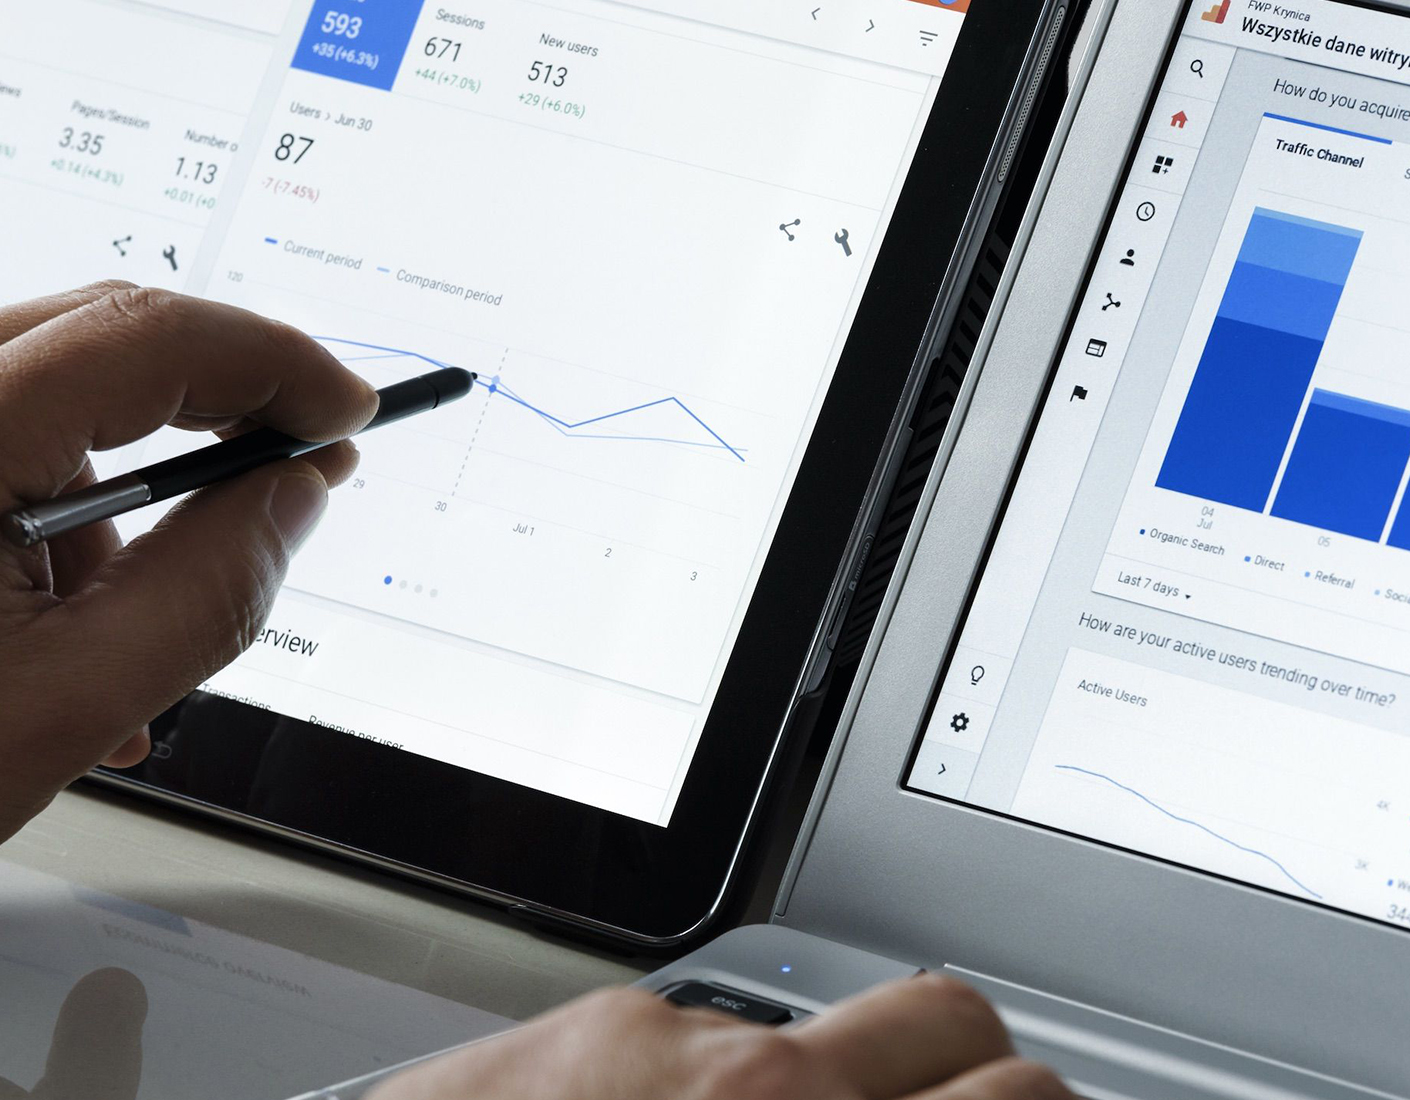 593
+35 (+6.3%)
Sessions
671
+44 (+7.0%)
New users
513
+29 (+6.0%)
Pages/Session
3.35
+0.14 (+4.3%)
Number o
1.13
+0.01 (+0
Users > Jun 30
87
-7 (-7.45%)
Current period
Comparison period
120
29
30
Jul 1
2
3
erview
Transactions
Revenue per user
esc
FWP Krynica
Wszystkie dane witry
How do you acquire
Traffic Channel
04
Jul
05
Organic Search
Direct
Referral
Socia
Last 7 days
How are your active users trending over time?
Active Users
4K
3K